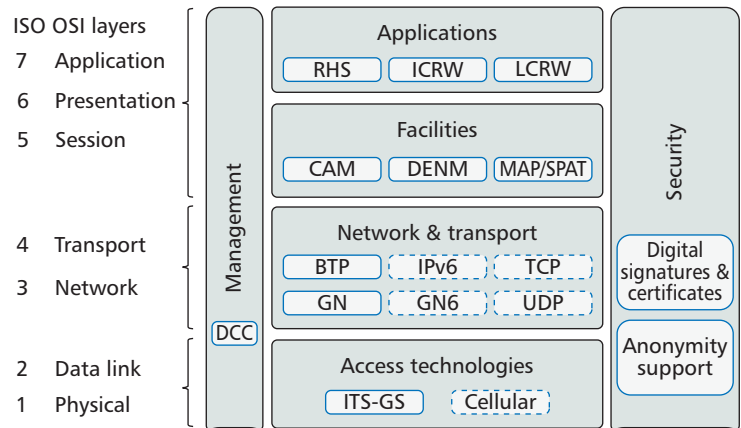 ISO OSI layers
7 Application
6 Presentation
5 Session
4 Transport
3 Network
2 Data link
1 Physical
Management
DCC
Applications
RHS ICRW LCRW
Facilities
CAM DENM MAP/SPAT
Network & transport
BTP IPv6 TCP
GN GN6 UDP
Access technologies
ITS-GS Cellular
Security
Digital
signatures &
certificates
Anonymity
support